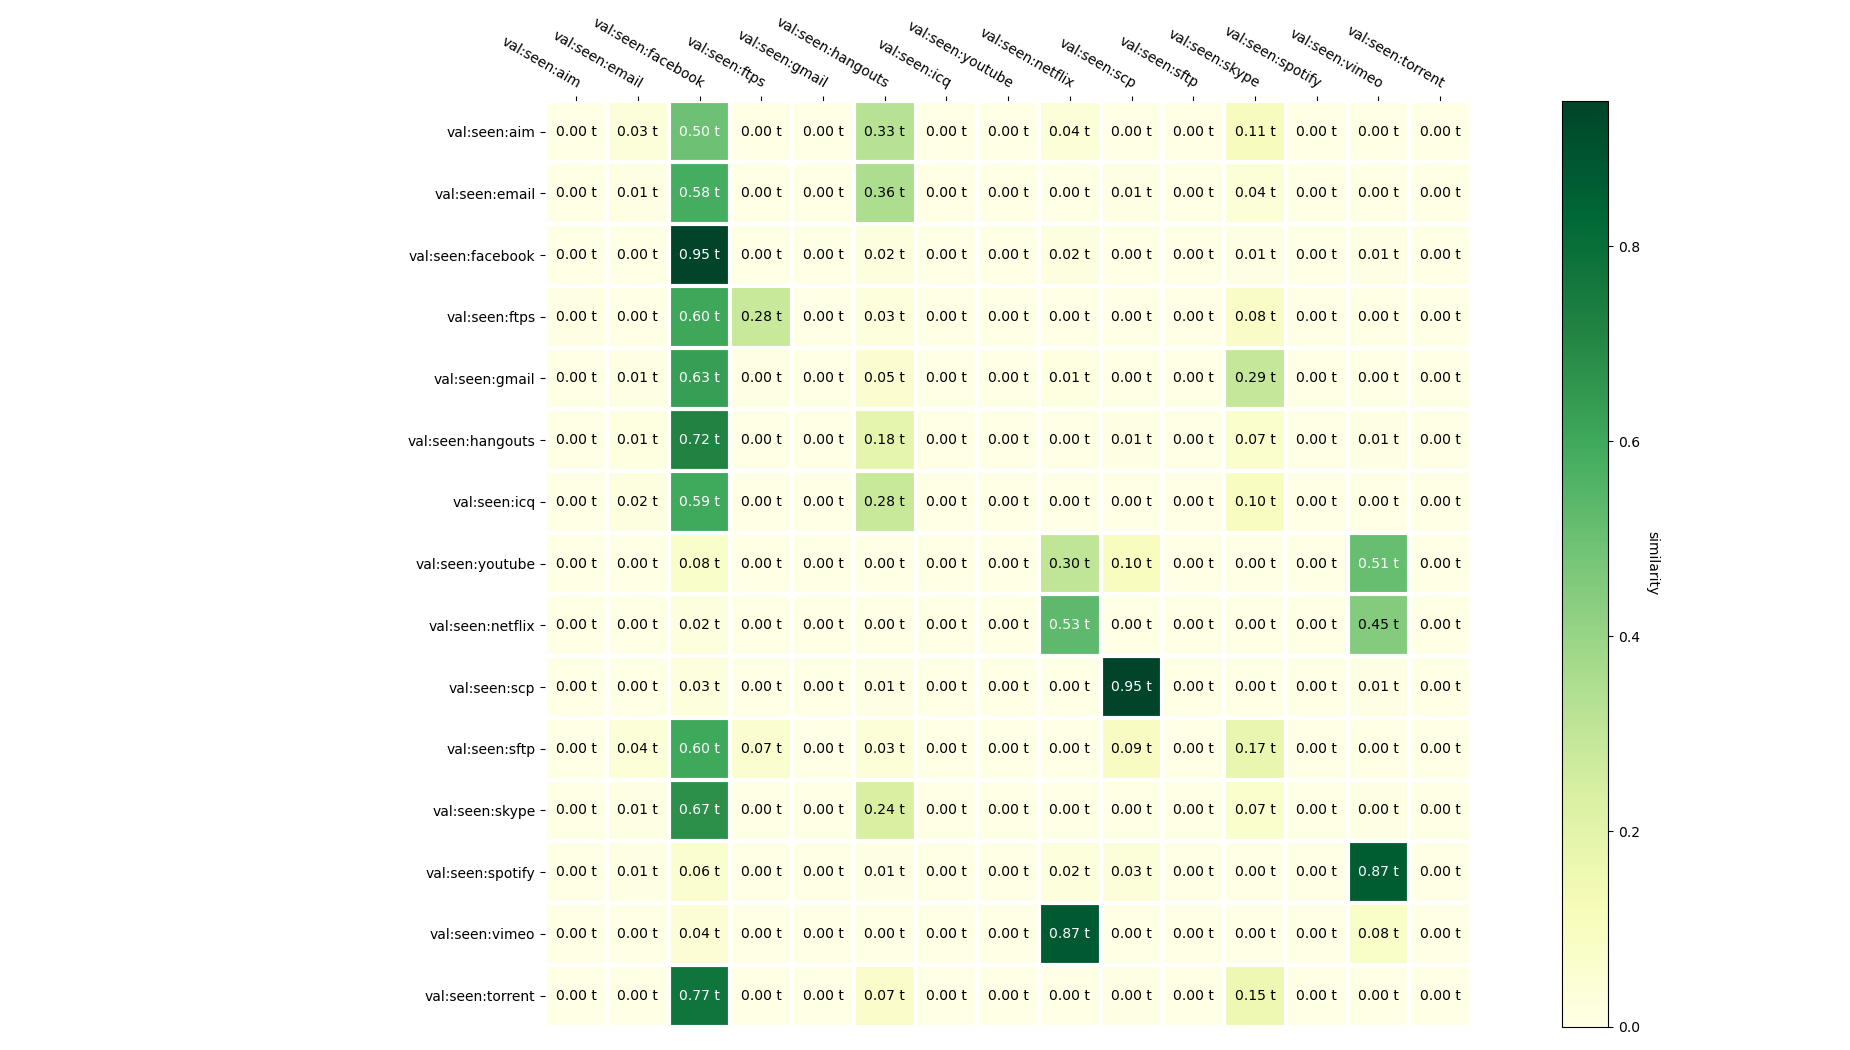 val:seen:aim
val:seen:email
val:seen:facebook
val:seen:ftps
val:seen:gmail
val:seen:hangouts
val:seen:icq
val:seen:youtube
val:seen:netflix
val:seen:scp
val:seen:sftp
val:seen:skype
val:seen:spotify
val:seen:vimeo
val:seen:torrent
val:seen:aim 0.00 t 0.03 t 0.50 t 0.00 t 0.00 t 0.33 t 0.00 t 0.00 t 0.04 t 0.00 t 0.00 t 0.11 t 0.00 t 0.00 t 0.00 t
val:seen:email 0.00 t 0.01 t 0.58 t 0.00 t 0.00 t 0.36 t 0.00 t 0.00 t 0.00 t 0.01 t 0.00 t 0.04 t 0.00 t 0.00 t 0.00 t
val:seen:facebook 0.00 t 0.00 t 0.95 t 0.00 t 0.00 t 0.02 t 0.00 t 0.00 t 0.02 t 0.00 t 0.00 t 0.01 t 0.00 t 0.01 t 0.00 t
val:seen:ftps 0.00 t 0.00 t 0.60 t 0.28 t 0.00 t 0.03 t 0.00 t 0.00 t 0.00 t 0.00 t 0.00 t 0.08 t 0.00 t 0.00 t 0.00 t
val:seen:gmail 0.00 t 0.01 t 0.63 t 0.00 t 0.00 t 0.05 t 0.00 t 0.00 t 0.01 t 0.00 t 0.00 t 0.29 t 0.00 t 0.00 t 0.00 t
val:seen:hangouts 0.00 t 0.01 t 0.72 t 0.00 t 0.00 t 0.18 t 0.00 t 0.00 t 0.00 t 0.01 t 0.00 t 0.07 t 0.00 t 0.01 t 0.00 t
val:seen:icq 0.00 t 0.02 t 0.59 t 0.00 t 0.00 t 0.28 t 0.00 t 0.00 t 0.00 t 0.00 t 0.00 t 0.10 t 0.00 t 0.00 t 0.00 t
val:seen:youtube 0.00 t 0.00 t 0.08 t 0.00 t 0.00 t 0.00 t 0.00 t 0.00 t 0.30 t 0.10 t 0.00 t 0.00 t 0.00 t 0.51 t 0.00 t
val:seen:netflix 0.00 t 0.00 t 0.02 t 0.00 t 0.00 t 0.00 t 0.00 t 0.00 t 0.53 t 0.00 t 0.00 t 0.00 t 0.00 t 0.45 t 0.00 t
val:seen:scp 0.00 t 0.00 t 0.03 t 0.00 t 0.00 t 0.01 t 0.00 t 0.00 t 0.00 t 0.95 t 0.00 t 0.00 t 0.00 t 0.01 t 0.00 t
val:seen:sftp 0.00 t 0.04 t 0.60 t 0.07 t 0.00 t 0.03 t 0.00 t 0.00 t 0.00 t 0.09 t 0.00 t 0.17 t 0.00 t 0.00 t 0.00 t
val:seen:skype 0.00 t 0.01 t 0.67 t 0.00 t 0.00 t 0.24 t 0.00 t 0.00 t 0.00 t 0.00 t 0.00 t 0.07 t 0.00 t 0.00 t 0.00 t
val:seen:spotify 0.00 t 0.01 t 0.06 t 0.00 t 0.00 t 0.01 t 0.00 t 0.00 t 0.02 t 0.03 t 0.00 t 0.00 t 0.00 t 0.87 t 0.00 t
val:seen:vimeo 0.00 t 0.00 t 0.04 t 0.00 t 0.00 t 0.00 t 0.00 t 0.00 t 0.87 t 0.00 t 0.00 t 0.00 t 0.00 t 0.08 t 0.00 t
val:seen:torrent 0.00 t 0.00 t 0.77 t 0.00 t 0.00 t 0.07 t 0.00 t 0.00 t 0.00 t 0.00 t 0.00 t 0.15 t 0.00 t 0.00 t 0.00 t
0.8
0.6
0.4
0.2
0.0
similarity